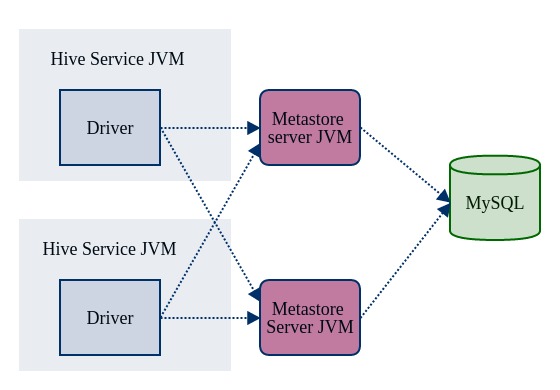 Hive Service JVM
Driver
Metastore
server JVM
MySQL
Hive Service JVM
Driver
Metastore
Server JVM